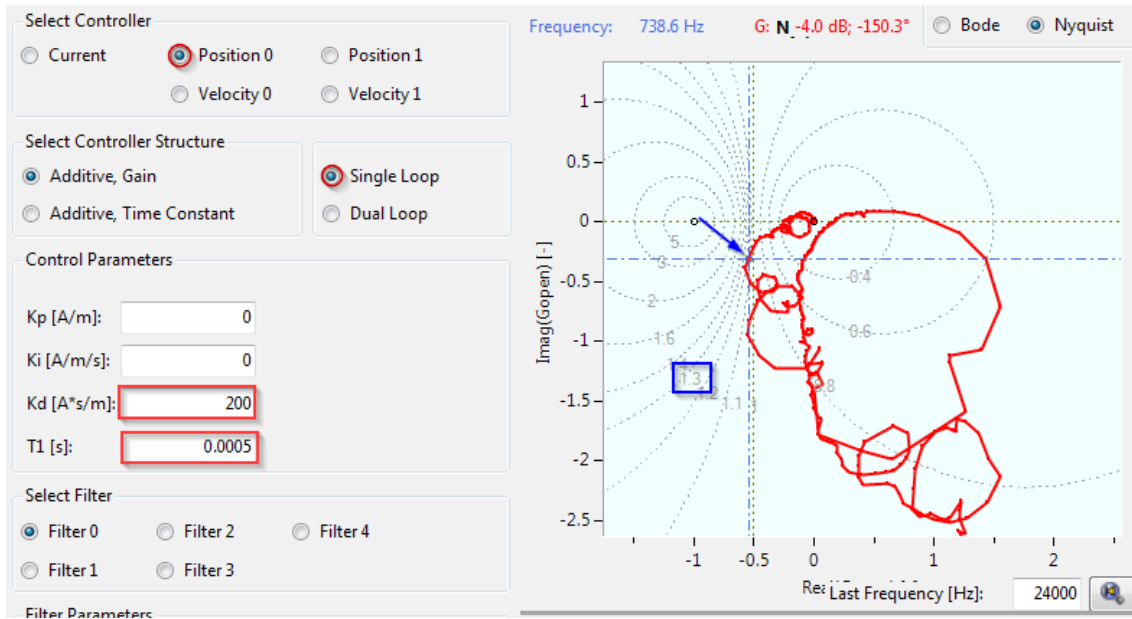 Select Controller
Current Position 0 Position 1
Velocity 0 Velocity 1
Select Controller Structure
Additive, Gain
Additive, Time Constant
Single Loop
Dual Loop
Control Parameters
Kp [A/m]: 0
Ki [A/m/s]: 0
Kd [A*s/m]: 200
T1 [s]: 0.0005
Select Filter
Filter 0 Filter 2 Filter 4
Filter 1 Filter 3
Filter Parameters
Frequency: 738.6 Hz G: N -4.0 dB; -150.3° Bode Nyquist
Imag(Gopen) [-]
1
0.5
0
-0.5
-1
-1.5
-2
-2.5
5
3
2
1.6
1.3
1.2
1.1
1
0.4
0.6
0.8
-1 -0.5 0 1 2
Last Frequency [Hz]: 24000